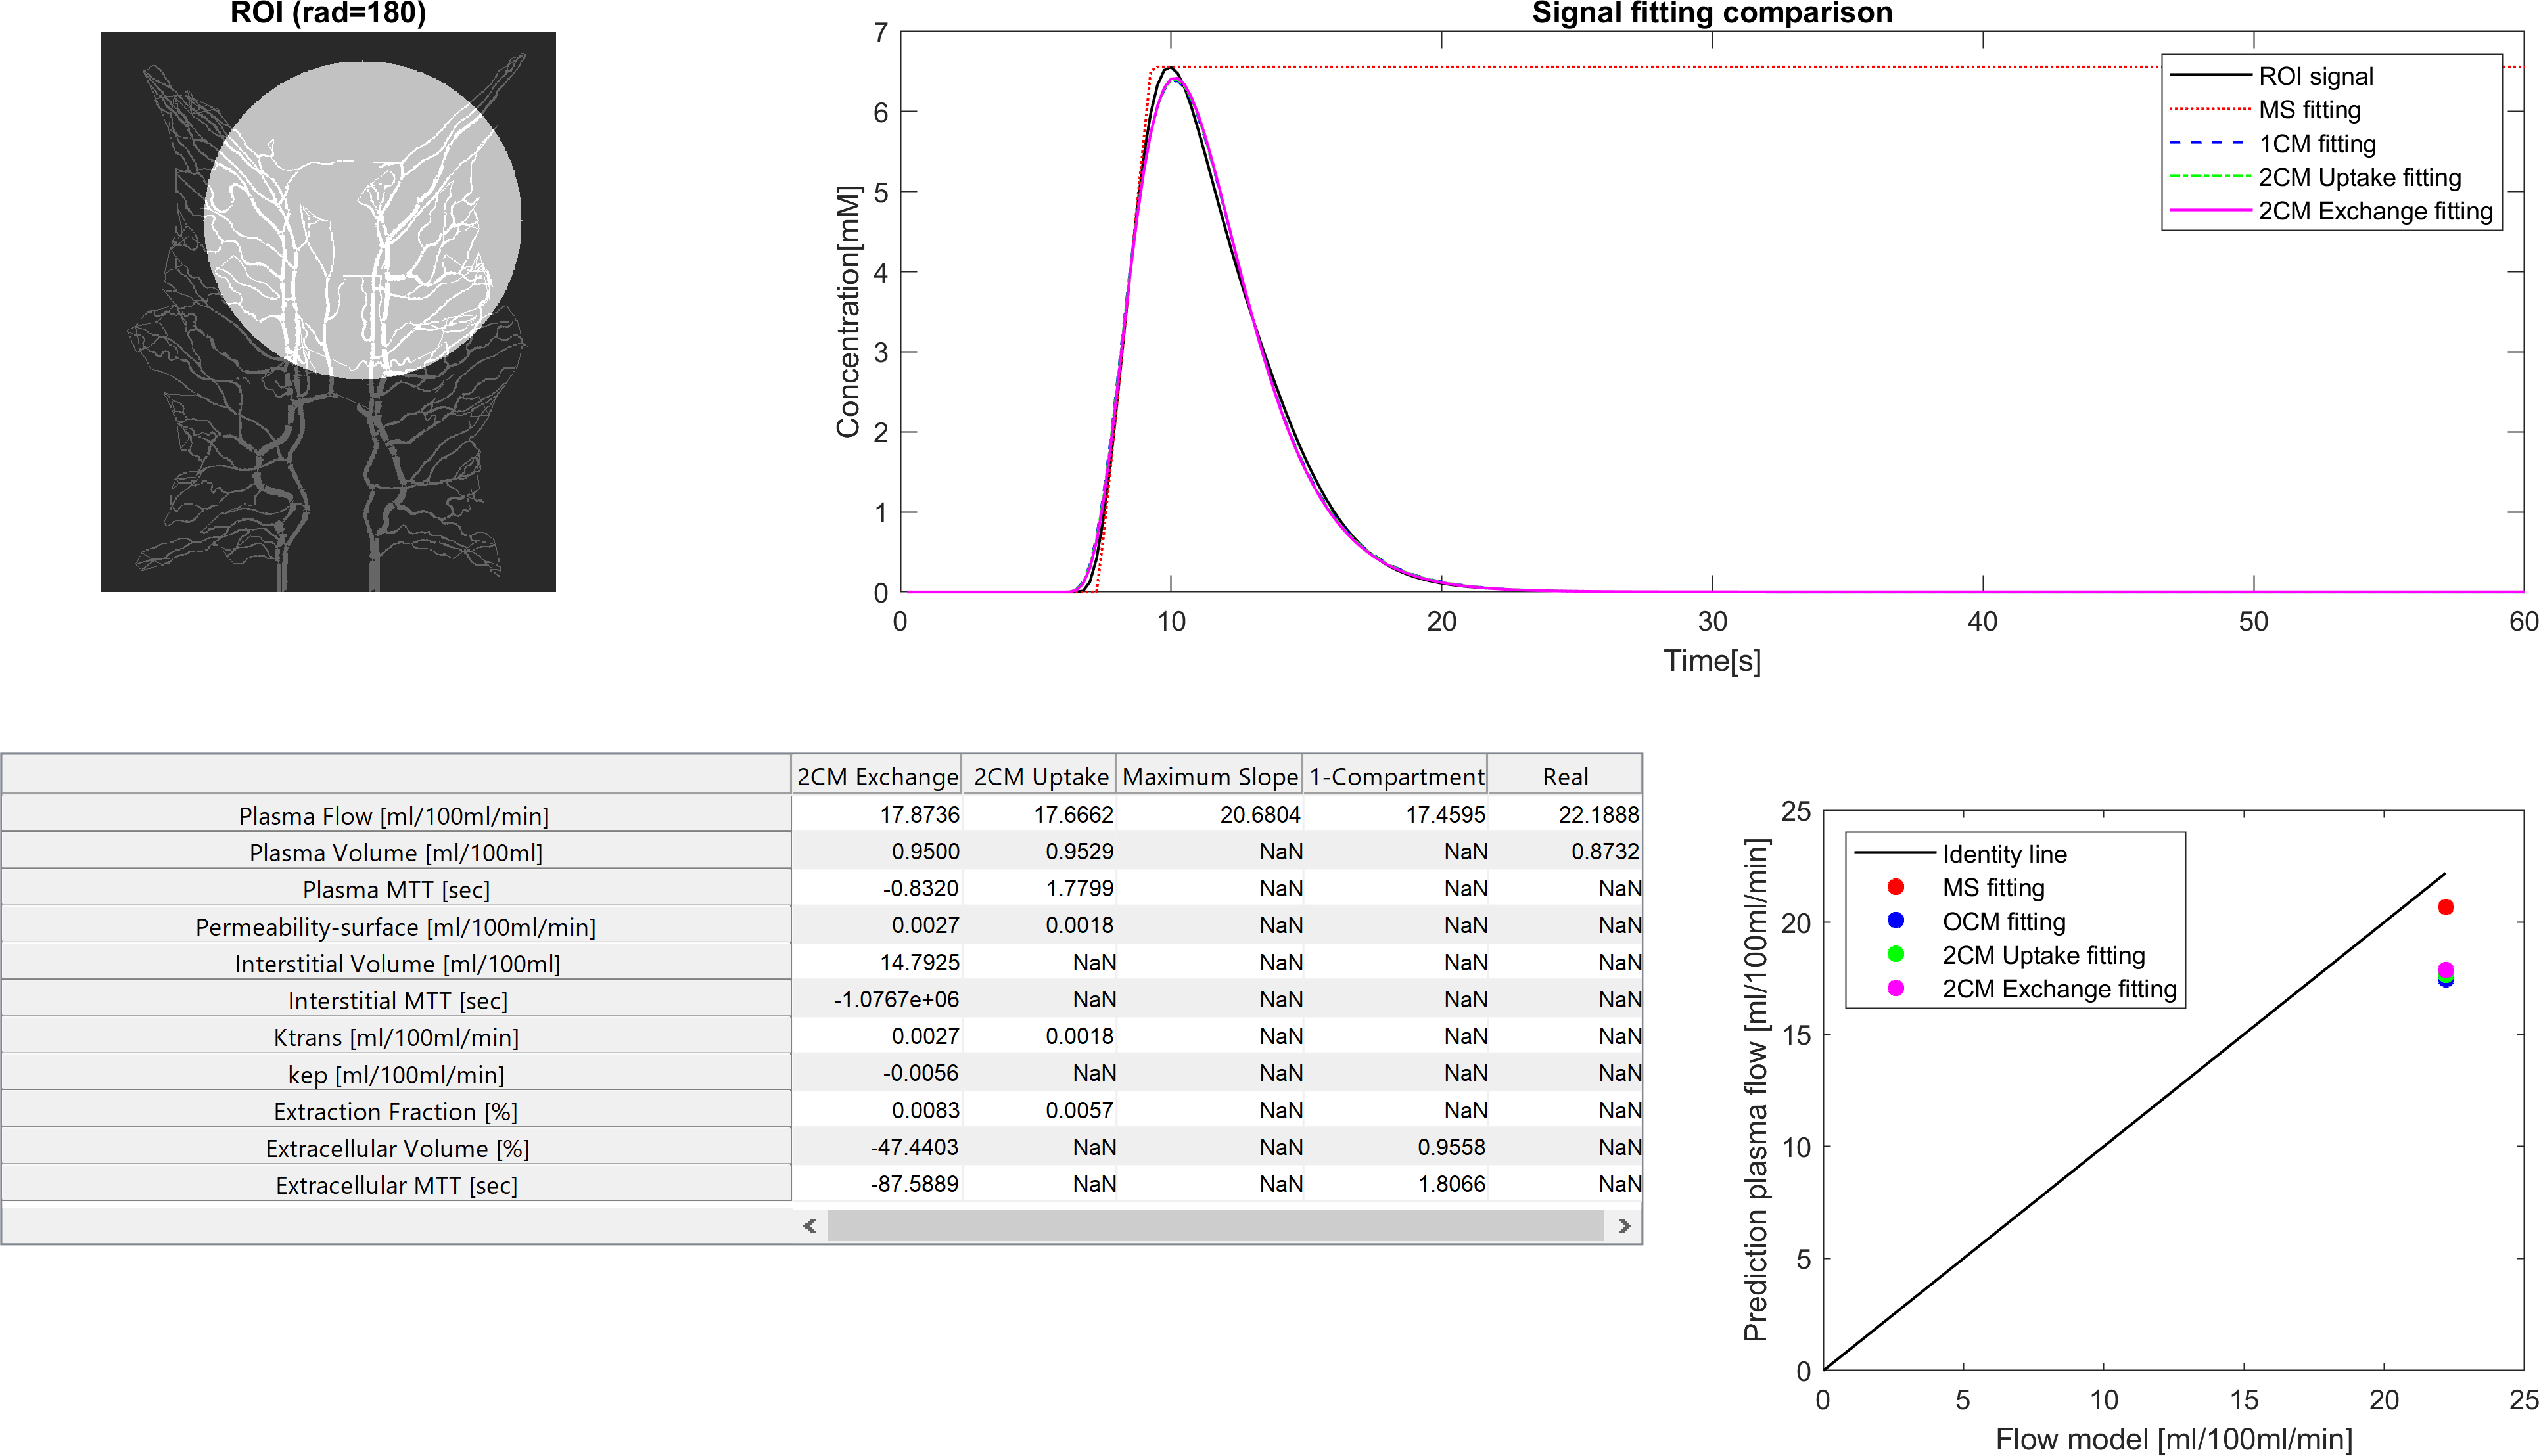 ROI (rad=180)
Signal fitting comparison
Concentration[mM]
7
6
5
4
3
2
1
0
0 10 20 30 40 50 60
Time[s]
ROI signal
MS fitting
1CM fitting
2CM Uptake fitting
2CM Exchange fitting
2CM Exchange 2CM Uptake Maximum Slope 1-Compartment Real
Plasma Flow [ml/100ml/min] 17.8736 17.6662 20.6804 17.4595 22.1888
Plasma Volume [ml/100ml] 0.9500 0.9529 NaN NaN 0.8732
Plasma MTT [sec] -0.8320 1.7799 NaN NaN NaN
Permeability-surface [ml/100ml/min] 0.0027 0.0018 NaN NaN NaN
Interstitial Volume [ml/100ml] 14.7925 NaN NaN NaN NaN
Interstitial MTT [sec] -1.0767e+06 NaN NaN NaN NaN
Ktrans [ml/100ml/min] 0.0027 0.0018 NaN NaN NaN
kep [ml/100ml/min] -0.0056 NaN NaN NaN NaN
Extraction Fraction [%] 0.0083 0.0057 NaN NaN NaN
Extracellular Volume [%] -47.4403 NaN NaN 0.9558 NaN
Extracellular MTT [sec] -87.5889 NaN NaN 1.8066 NaN
Prediction plasma flow [ml/100ml/min]
25
20
15
10
5
0
0 5 10 15 20 25
Flow model [ml/100ml/min]
Identity line
MS fitting
OCM fitting
2CM Uptake fitting
2CM Exchange fitting